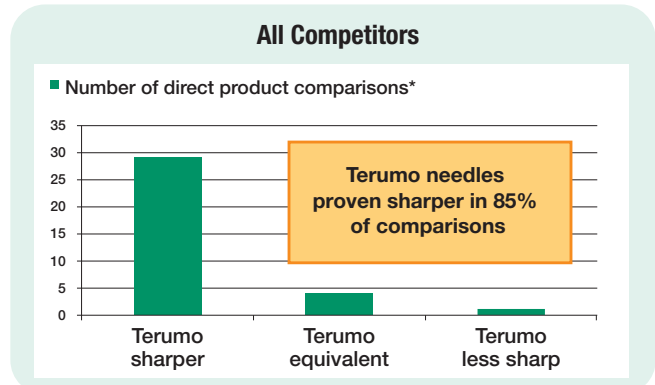 All Competitors
Number of direct product comparisons*
35
30
25
20
15
10
5
0
Terumo needles
proven sharper in 85%
of comparisons
Terumo
sharper
Terumo
equivalent
Terumo
less sharp